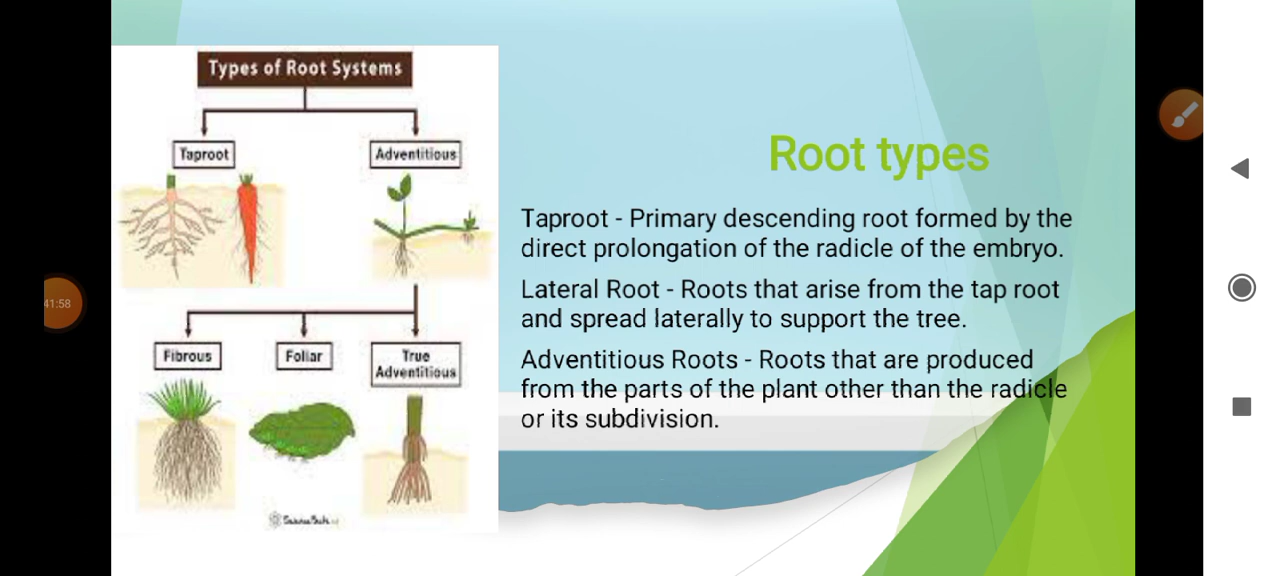 Types of Root Systems
Taproot
Adventitious
Fibrous
Foliar
True
Adventitious
Root types
Taproot - Primary descending root formed by the
direct prolongation of the radicle of the embryo.
Lateral Root - Roots that arise from the tap root
and spread laterally to support the tree.
Adventitious Roots - Roots that are produced
from the parts of the plant other than the radicle
or its subdivision.
41:58